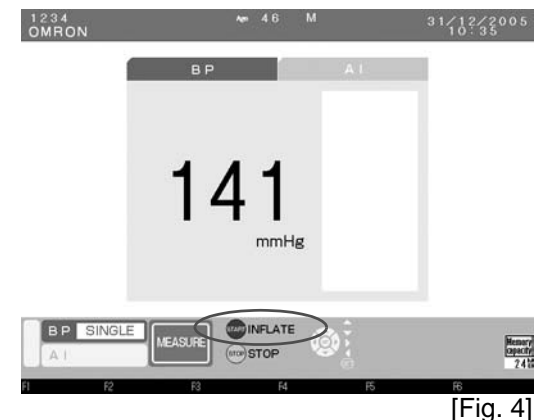 1234 Age 46 M 31/12/2005
OMRON 10:35
BP AI
141
mmHg
BP SINGLE MEASURE START INFLATE
AI STOP STOP
Memory capacity
24
F1 F2 F3 F4 F5 F6
[Fig. 4]